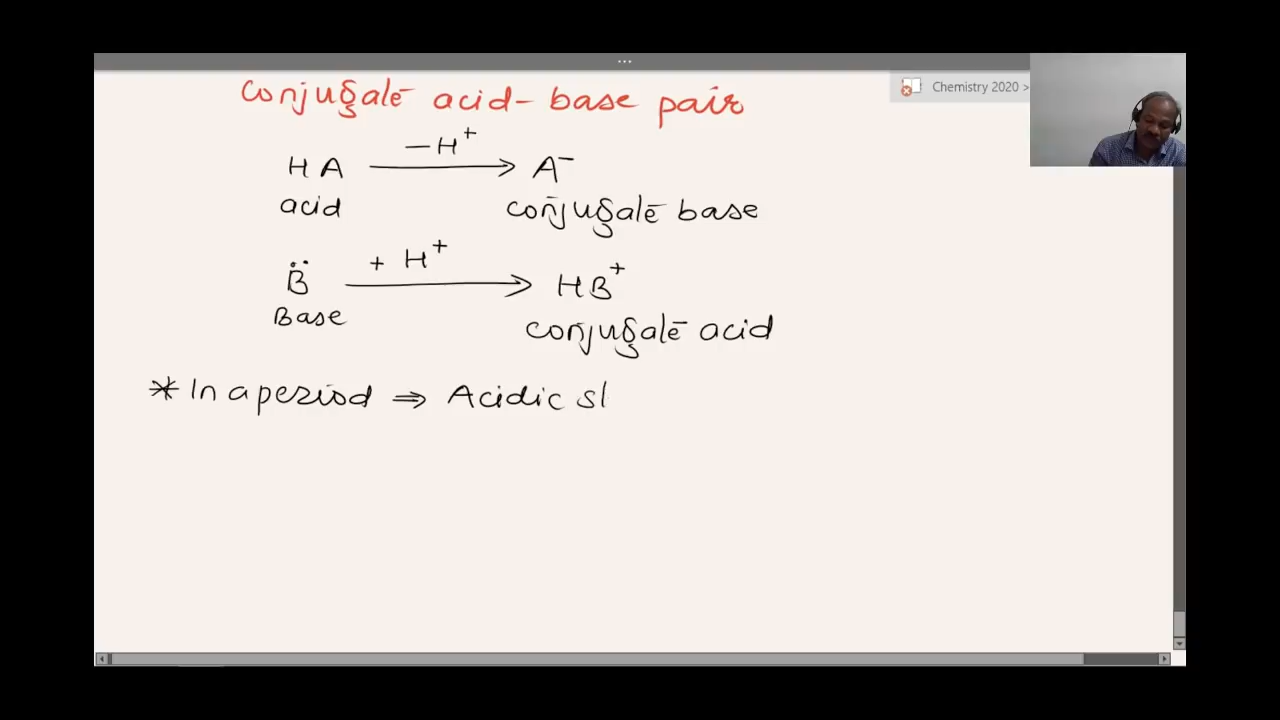 conjugate acid-base pair
Chemistry 2020 >
HA —H⁺ → A⁻
acid conjugate base
B̈ + H⁺ → HB⁺
Base conjugate acid
* In a period ⇒ Acidic st